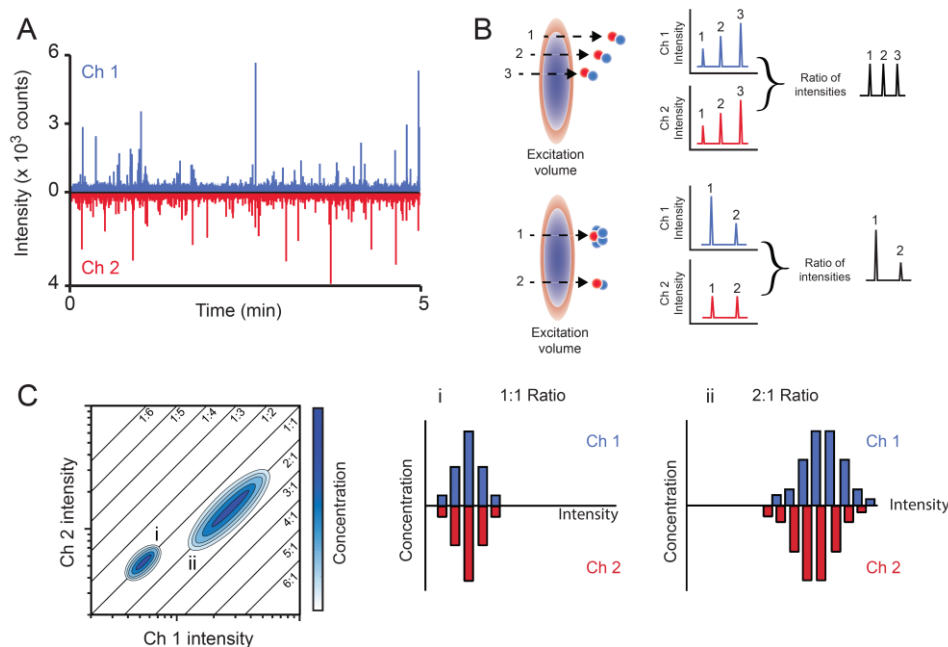 A
6
3
0
4
Intensity (x 10³ counts)
Ch 1
Ch 2
0
5
Time (min)
B
1
2
3
Excitation
volume
Ch 1
Intensity
1
2
3
Ch 2
Intensity
1
2
3
Ratio of
intensities
1 2 3
1
2
Excitation
volume
Ch 1
Intensity
1
2
Ch 2
Intensity
1 2
Ratio of
intensities
1
2
C
Ch 2 intensity
Ch 1 intensity
1:6
1:5
1:4
1:3
1:2
1:1
2:1
3:1
4:1
5:1
6:1
i
ii
Concentration
i 1:1 Ratio
Ch 1
Concentration
Intensity
Ch 2
ii 2:1 Ratio
Ch 1
Concentration
Intensity
Ch 2